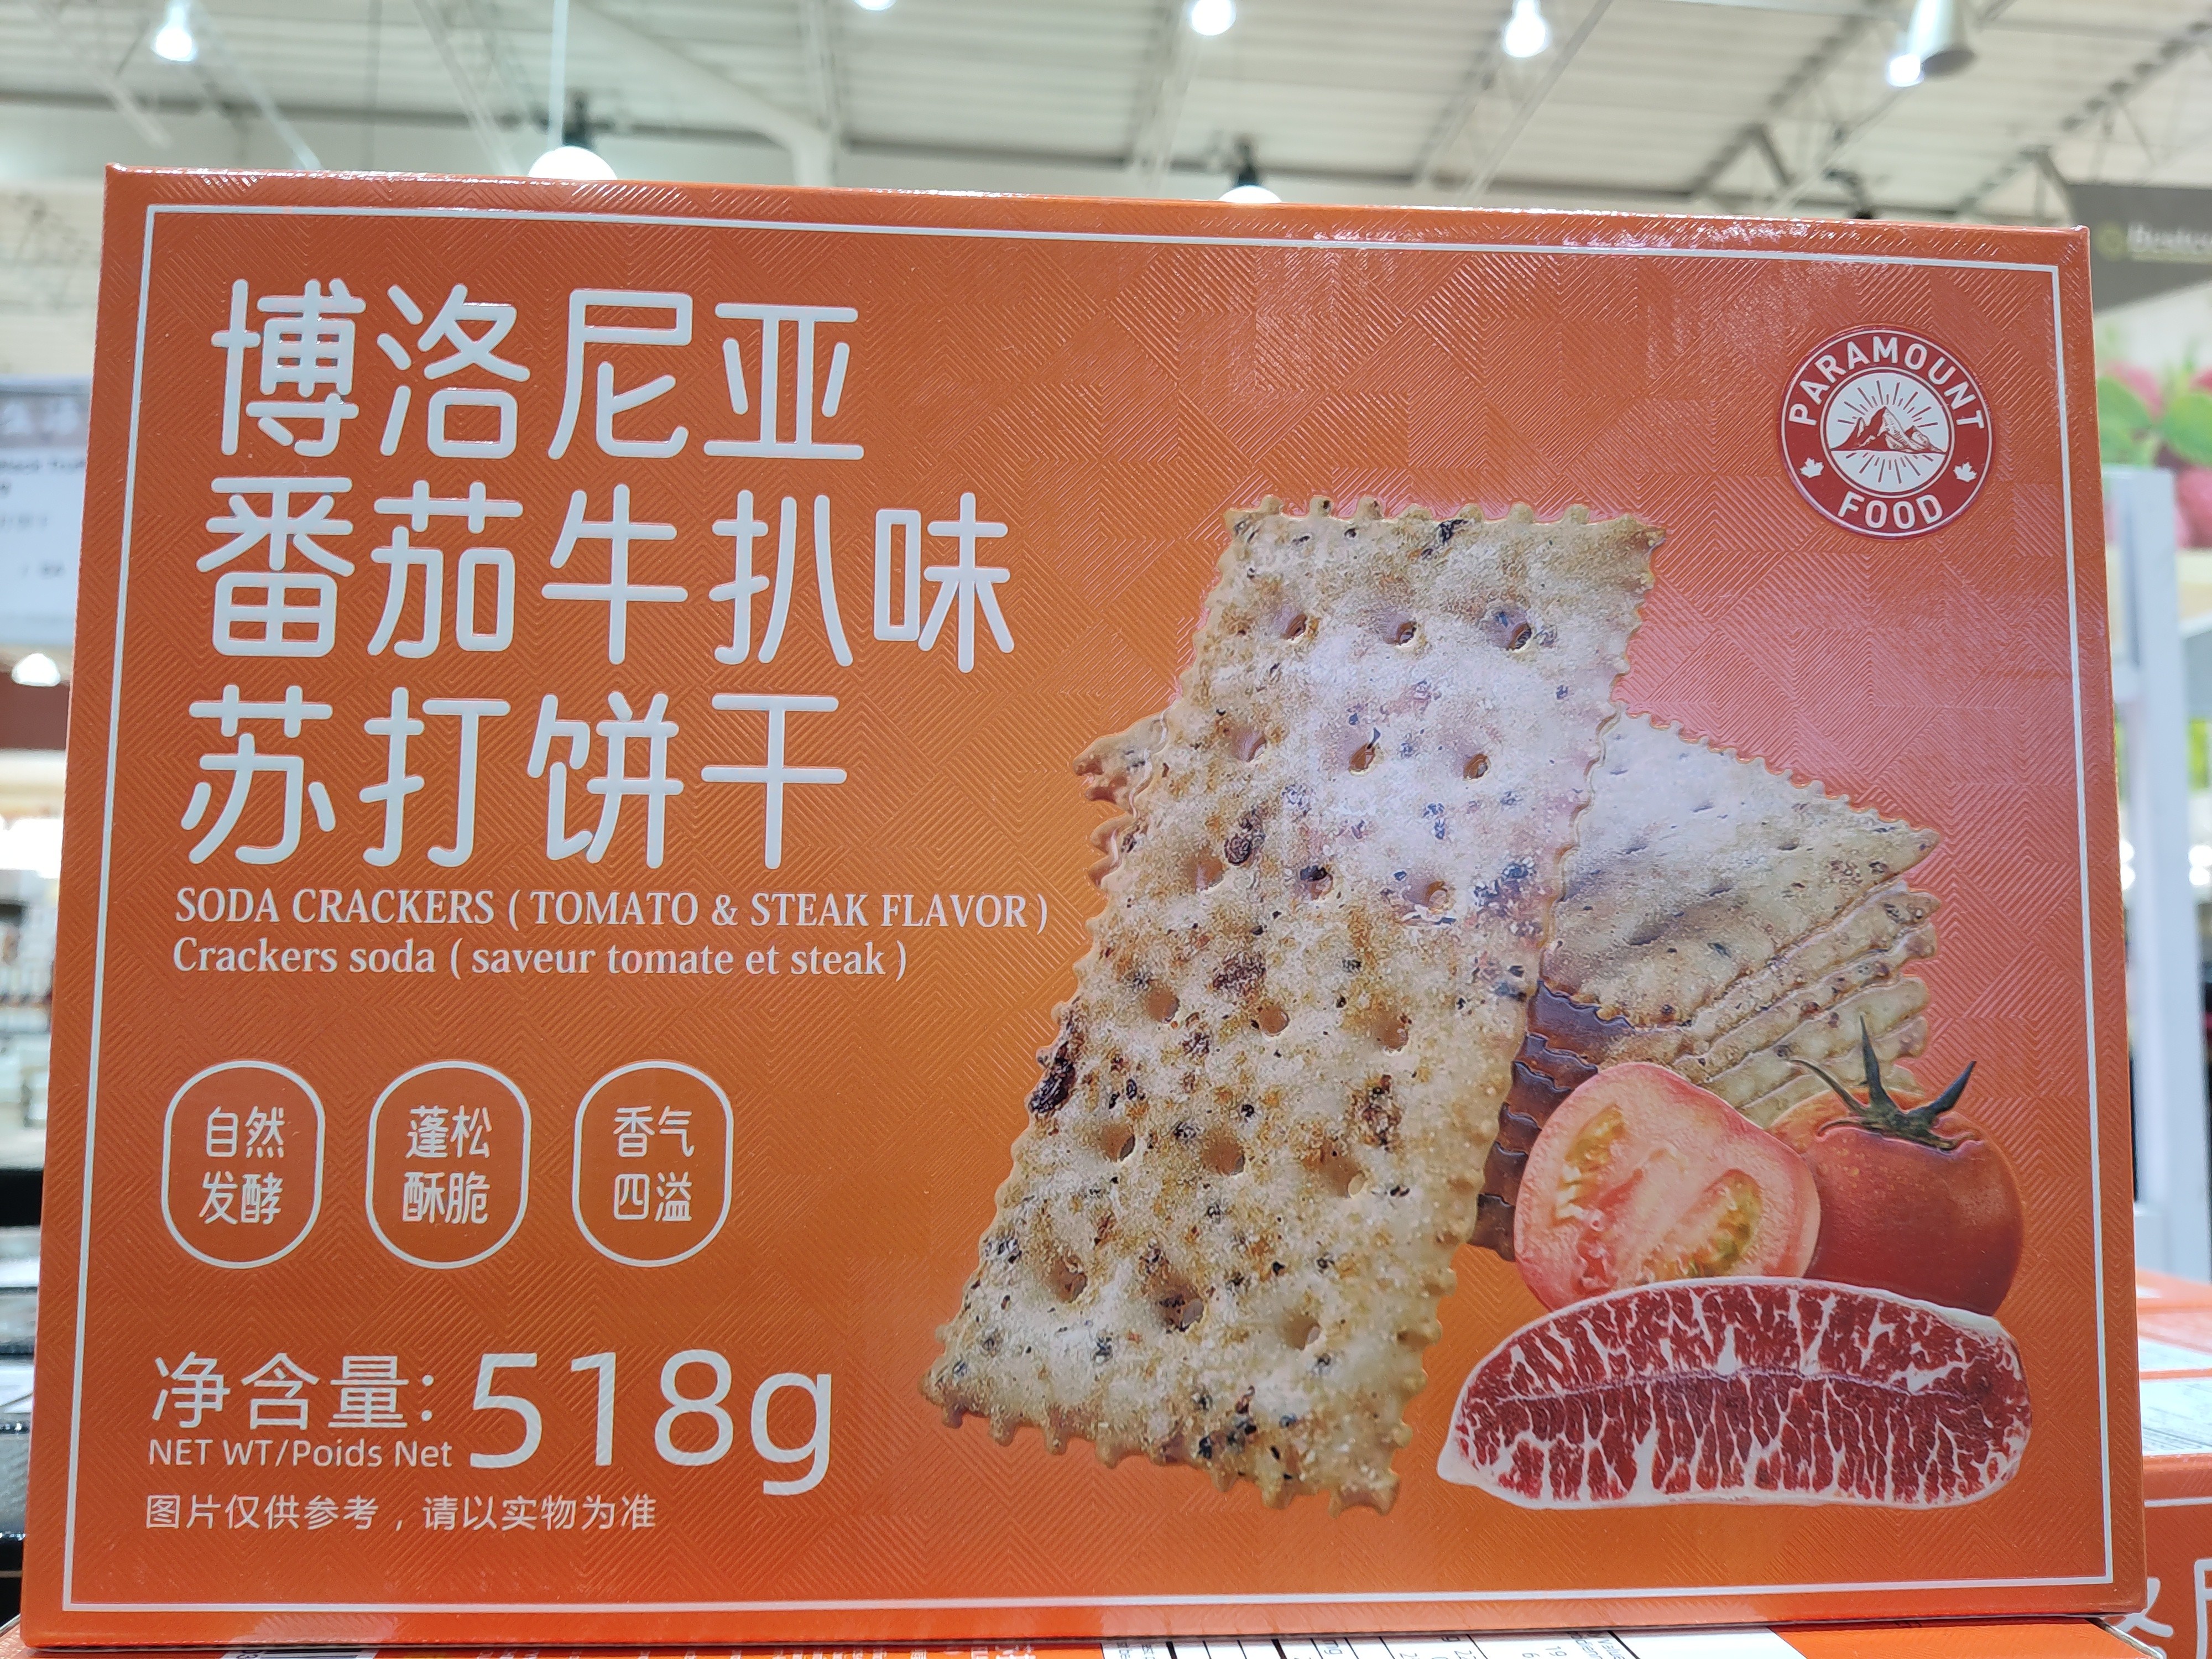 博洛尼亚
番茄牛扒味
苏打饼干
SODA CRACKERS ( TOMATO & STEAK FLAVOR )
Crackers soda ( saveur tomate et steak )
PARAMOUNT
FOOD
自然
发酵
蓬松
酥脆
香气
四溢
净含量: 518g
NET WT/Poids Net
图片仅供参考，请以实物为准